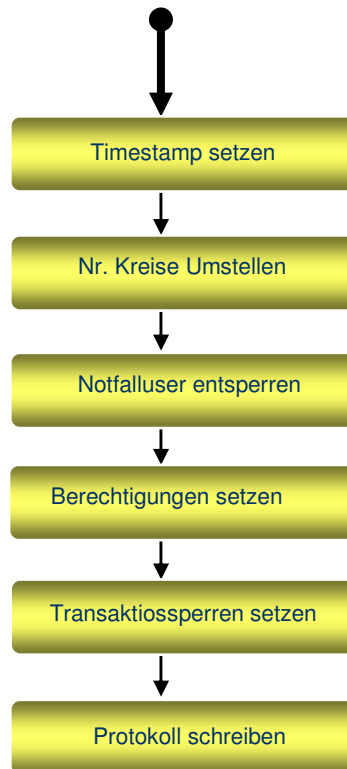 Timestamp setzen
Nr. Kreise Umstellen
Notfalluser entsperren
Berechtigungen setzen
Transaktiossperren setzen
Protokoll schreiben